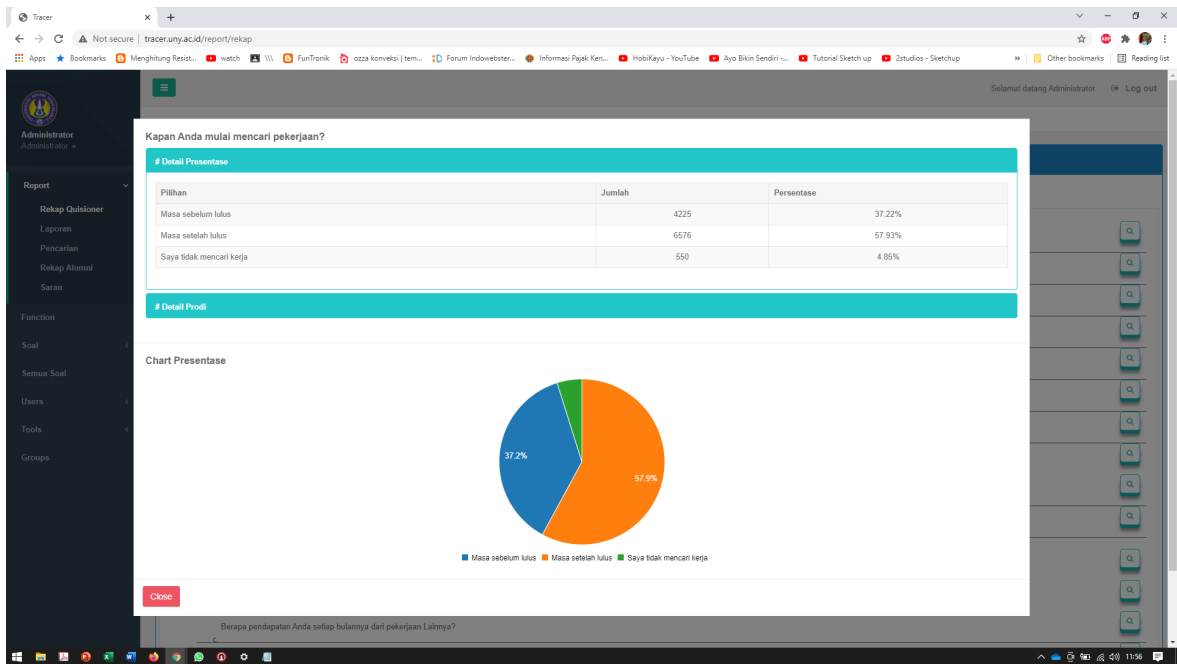 Tracer
Not secure | tracer.uny.ac.id/report/rekap
Apps Bookmarks Menghitung Resist... watch \\\ FunTronik ozza konveksi | tem... Forum Indowebster... Informasi Pajak Ken... HobiKayu - YouTube Ayo Bikin Sendiri -... Tutorial Sketch up 2studios - Sketchup » Other bookmarks Reading list
Selamat datang Administrator. Log out
Administrator
Administrator
Report
Rekap Quisioner
Laporan
Pencarian
Rekap Alumni
Saran
Function
Soal
Semua Soal
Users
Tools
Groups
Kapan Anda mulai mencari pekerjaan?
# Detail Presentase
Pilihan Jumlah Persentase
Masa sebelum lulus 4225 37.22%
Masa setelah lulus 6576 57.93%
Saya tidak mencari kerja 550 4.85%
# Detail Prodi
Chart Presentase
37.2%
57.9%
Masa sebelum lulus Masa setelah lulus Saya tidak mencari kerja
Close
Berapa pendapatan Anda setiap bulannya dari pekerjaan Lainnya?
c.
11:56